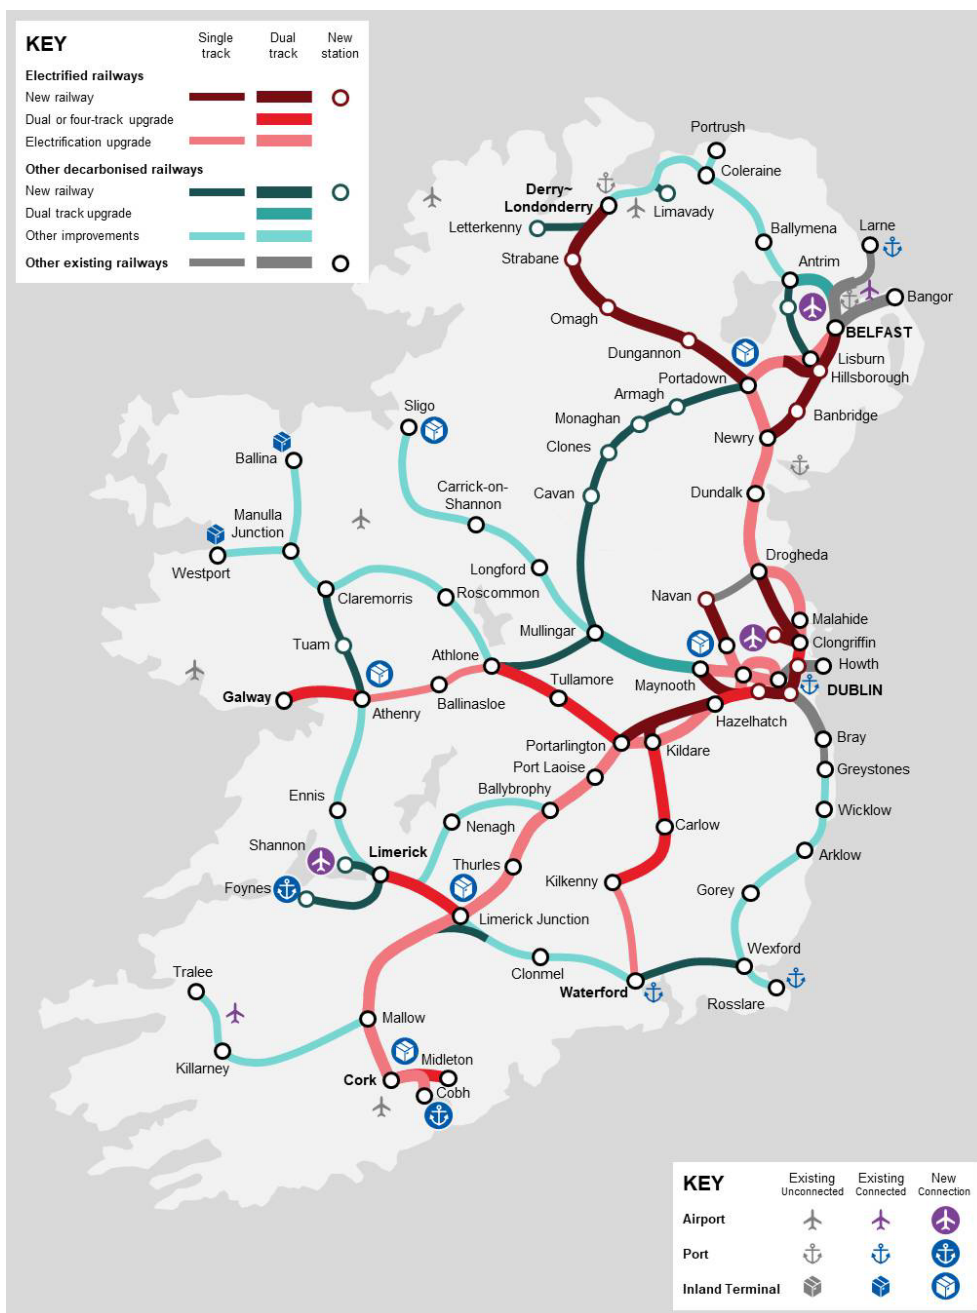 KEY
Single track
Dual track
New station
Electrified railways
New railway
Dual or four-track upgrade
Electrification upgrade
Other decarbonised railways
New railway
Dual track upgrade
Other improvements
Other existing railways
Portrush
Coleraine
Derry~
Londonderry
Limavady
Letterkenny
Ballymena
Larne
Strabane
Antrim
Bangor
Omagh
BELFAST
Dungannon
Lisburn
Hillsborough
Portadown
Armagh
Sligo
Monaghan
Banbridge
Newry
Clones
Ballina
Carrick-on-
Shannon
Cavan
Dundalk
Manulla
Junction
Drogheda
Westport
Longford
Claremorris
Roscommon
Navan
Malahide
Mullingar
Clongriffin
Tuam
Athlone
Howth
Maynooth
Tullamore
DUBLIN
Galway
Athenry
Ballinasloe
Hazelhatch
Bray
Portarlington
Kildare
Port Laoise
Greystones
Ballybrophy
Ennis
Wicklow
Nenagh
Carlow
Shannon
Limerick
Arklow
Thurles
Foynes
Kilkenny
Gorey
Limerick Junction
Wexford
Tralee
Clonmel
Waterford
Rosslare
Mallow
Killarney
Midleton
Cork
Cobh
KEY
Existing Unconnected
Existing Connected
New Connection
Airport
Port
Inland Terminal